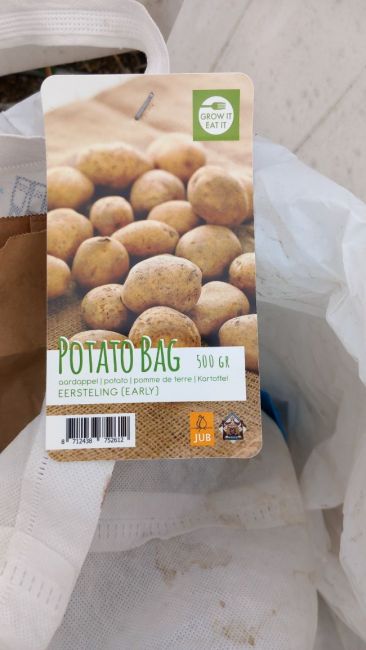 GROW IT
EAT IT
POTATO BAG 500 GR
aardappel | potato | pomme de terre | Kartoffel
EERSTELING (EARLY)
8 712438 752612
JUB